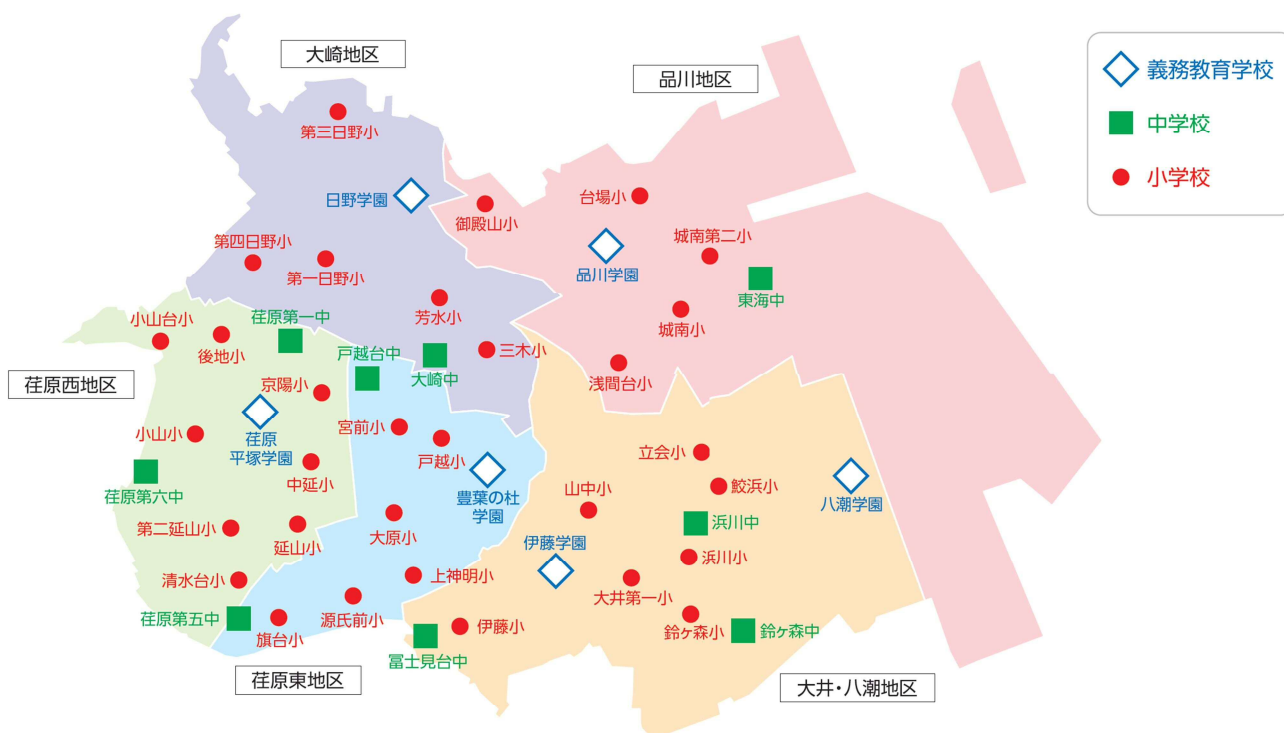 大崎地区
品川地区
義務教育学校
中学校
小学校
第三日野小
日野学園
御殿山小
台場小
第四日野小
第一日野小
品川学園
城南第二小
東海中
城南小
芳水小
三木小
大崎中
浅間台小
小山台小
後地小
荏原第一中
戸越台中
荏原西地区
京陽小
小山小
荏原
平塚学園
中延小
荏原第六中
第二延山小
延山小
清水台小
荏原第五中
宮前小
戸越小
豊葉の杜
学園
大原小
上神明小
源氏前小
旗台小
荏原東地区
立会小
鮫浜小
八潮学園
山中小
浜川中
伊藤学園
浜川小
大井第一小
鈴ヶ森小
鈴ヶ森中
伊藤小
冨士見台中
大井・八潮地区